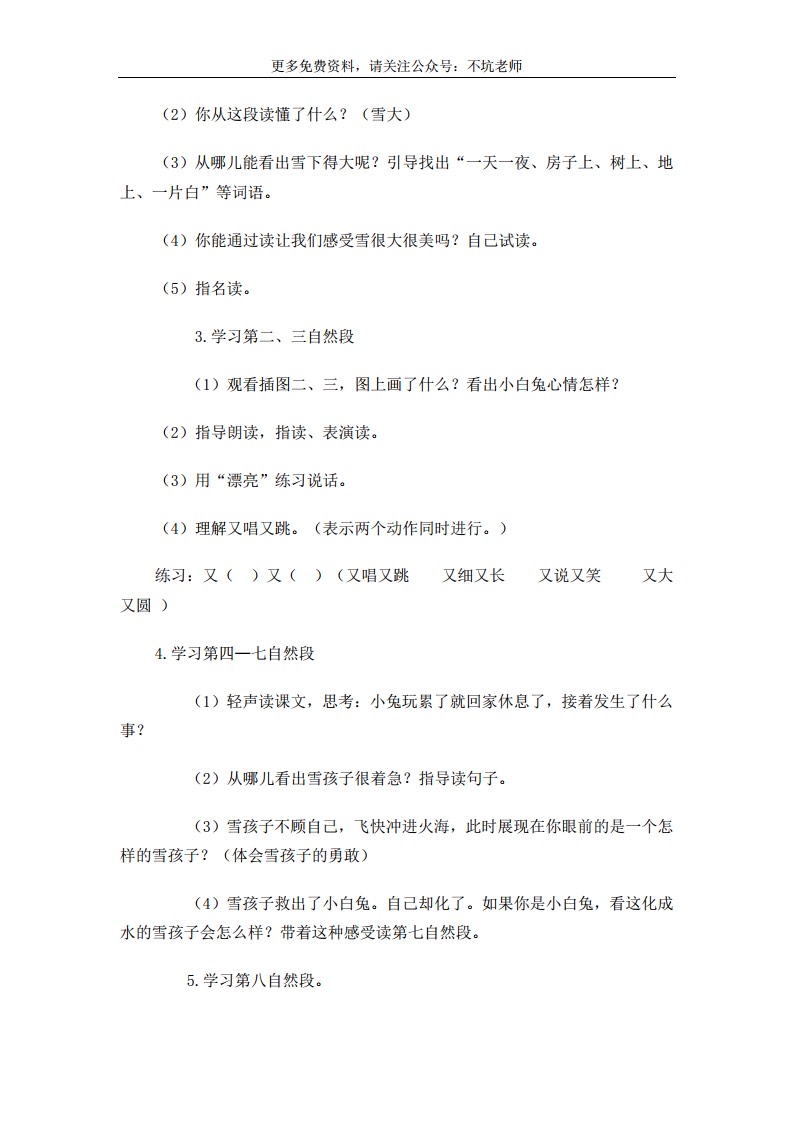 更多免费资料，请关注公众号：不坑老师
（2）你从这段读懂了什么？（雪大）
（3）从哪儿能看出雪下得大呢？引导找出“一天一夜、房子上、树上、地
上、一片白”等词语。
（4）你能通过读让我们感受雪很大很美吗？自己试读。
（5）指名读。
3.学习第二、三自然段
（1）观看插图二、三，图上画了什么？看出小白兔心情怎样？
（2）指导朗读，指读、表演读。
（3）用“漂亮”练习说话。
（4）理解又唱又跳。（表示两个动作同时进行。）
练习：又（  ）又（  ）（又唱又跳    又细又长    又说又笑     又大
又圆 ）
4.学习第四—七自然段
（1）轻声读课文，思考：小兔玩累了就回家休息了，接着发生了什么
事？
（2）从哪儿看出雪孩子很着急？指导读句子。
（3）雪孩子不顾自己，飞快冲进火海，此时展现在你眼前的是一个怎
样的雪孩子？（体会雪孩子的勇敢）
（4）雪孩子救出了小白兔。自己却化了。如果你是小白兔，看这化成
水的雪孩子会怎么样？带着这种感受读第七自然段。
5.学习第八自然段。